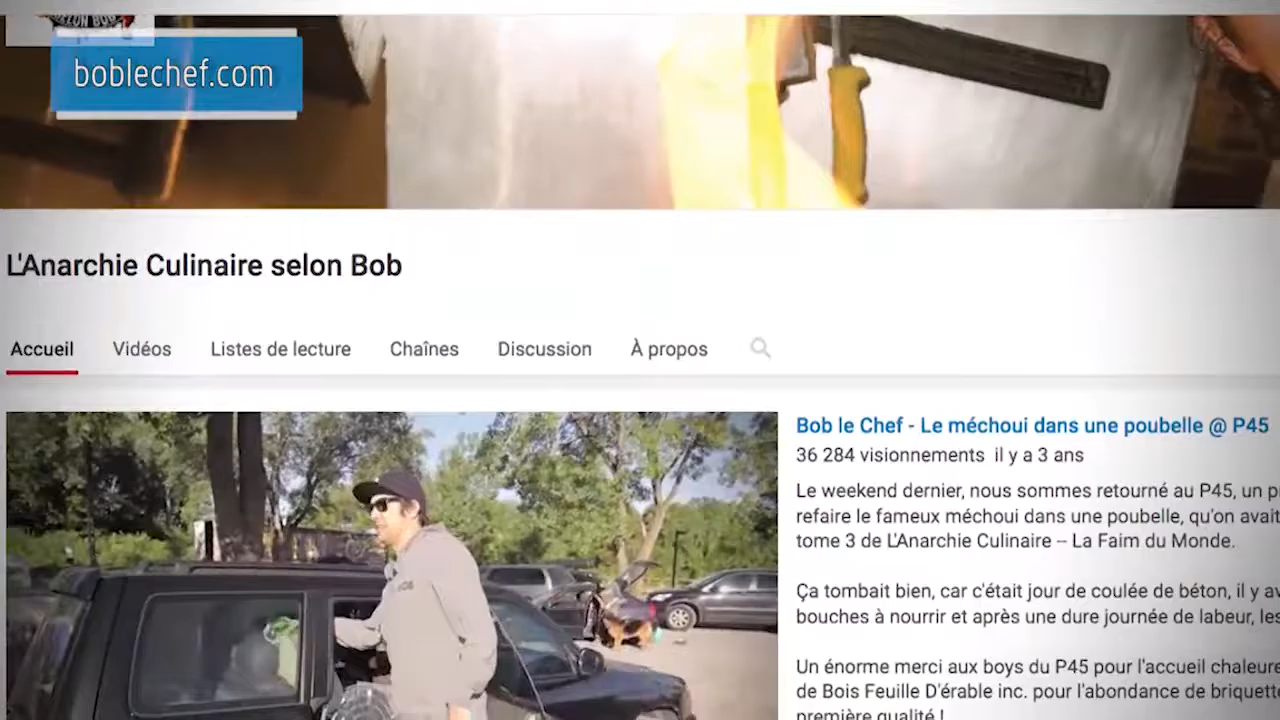 SELON BOB
boblechef.com
L'Anarchie Culinaire selon Bob
Accueil Vidéos Listes de lecture Chaînes Discussion À propos
Bob le Chef - Le méchoui dans une poubelle @ P45
36 284 visionnements il y a 3 ans
Le weekend dernier, nous sommes retourné au P45, un p
refaire le fameux méchoui dans une poubelle, qu'on avait
tome 3 de L'Anarchie Culinaire -- La Faim du Monde.
Ça tombait bien, car c'était jour de coulée de béton, il y av
bouches à nourrir et après une dure journée de labeur, les
Un énorme merci aux boys du P45 pour l'accueil chaleure
de Bois Feuille D'érable inc. pour l'abondance de briquette
première qualité !